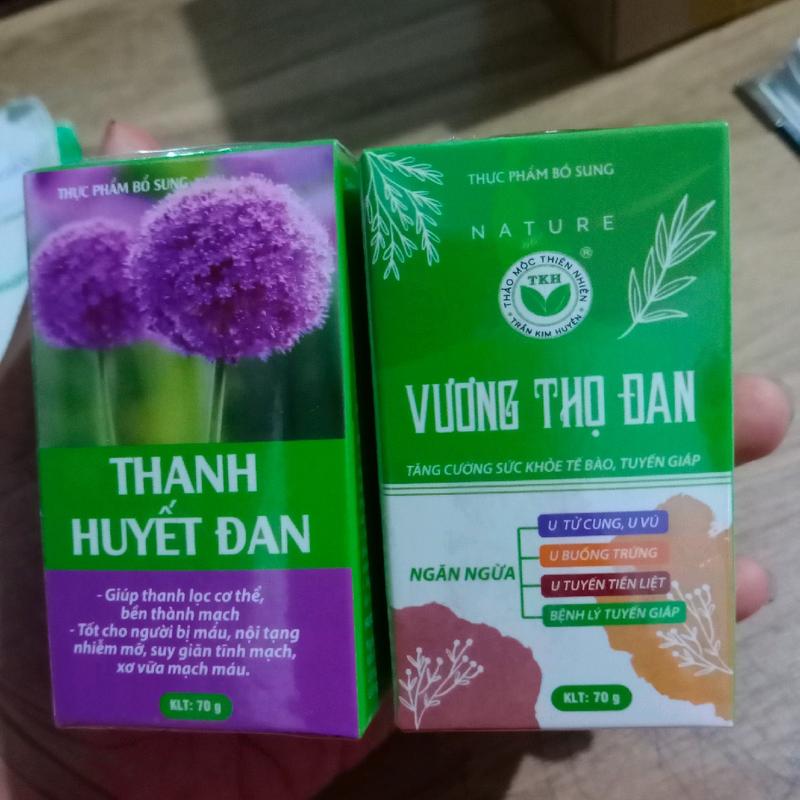 THỰC PHẨM BỔ SUNG
THANH
HUYẾT ĐAN
- Giúp thanh lọc cơ thể,
bền thành mạch
- Tốt cho người bị máu, nội tạng
nhiễm mỡ, suy giãn tĩnh mạch,
xơ vữa mạch máu.
KLT: 70 g
THỰC PHẨM BỔ SUNG
NATURE
THẢO MỘC THIÊN NHIÊN
®
TKH
TRẦN KIM HUYỀN
VƯƠNG THỌ ĐAN
TĂNG CƯỜNG SỨC KHỎE TẾ BÀO, TUYẾN GIÁP
NGĂN NGỪA
U TỬ CUNG, U VÚ
U BUỒNG TRỨNG
U TUYẾN TIỀN LIỆT
BỆNH LÝ TUYẾN GIÁP
KLT: 70 g